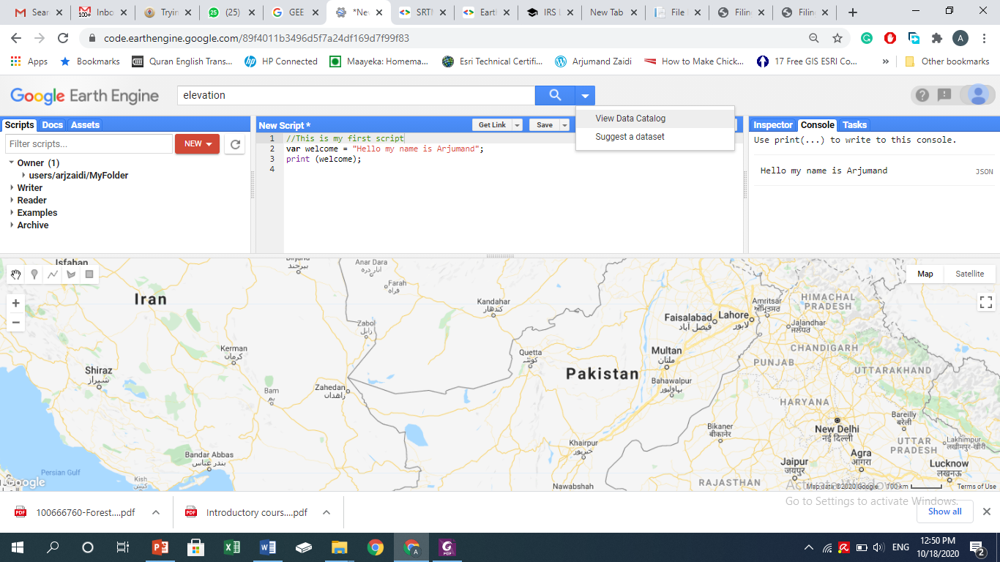 Sear
100+
Inbo
Tryin
(25)
GEE
*Nev
SRTM
Earth
IRS
New Tab
File
Filin
Filin
code.earthengine.google.com/89f4011b3496d5f7a24df169d7f99f83
A
Apps
Bookmarks
Quran English Trans...
HP Connected
Maayeka: Homema...
Esri Technical Certifi...
Arjumand Zaidi
How to Make Chick...
17 Free GIS ESRI Co...
»
Other bookmarks
Google Earth Engine
elevation
View Data Catalog
Suggest a dataset
Scripts Docs Assets
Filter scripts...
NEW
Owner (1)
users/arjzaidi/MyFolder
Writer
Reader
Examples
Archive
New Script *
Get Link
Save
1 //This is my first script
2 var welcome = "Hello my name is Arjumand";
3 print (welcome);
4
Inspector Console Tasks
Use print(...) to write to this console.
Hello my name is Arjumand
JSON
Isfahan
بیرجند
Anar Dara
انار دره
Farah
فراه
Iran
Kandahar
کندهار
Zabol
زابل
Kerman
کرمان
Quetta
کوئٹہ
Shiraz
شیراز
Zahedan
زاهدان
Bam
بم
Pakistan
Faisalabad
فیصل آباد
Lahore
لاہور
Amritsar
ਅੰਮ੍ਰਿਤਸਰ
HIMACHAL
PRADESH
Jalandhar
ਜਲੰਧਰ
Multan
ملتان
CHANDIGARH
PUNJAB
UTTARAKHAND
Bahawalpur
بہاولپور
HARYANA
Bareilly
बरेली
New Delhi
नई दिल्ली
Bikaner
बीकानेर
Khairpur
خیرپور
UTTAR
PRADESH
Lakhimpur
लखीमपुर-खीरी
Agra
आगरा
Jaipur
जयपुर
Lucknow
लखनऊ
Bandar Abbas
بندر عباس
Persian Gulf
Kish
کیش
Nawabshah
RAJASTHAN
Map
Satellite
Google
Map data ©2020 Google
100 km
Terms of Use
Activate Windows
Go to Settings to activate Windows.
100666760-Forest....pdf
Introductory cours....pdf
Show all
ENG
12:50 PM
10/18/2020
2